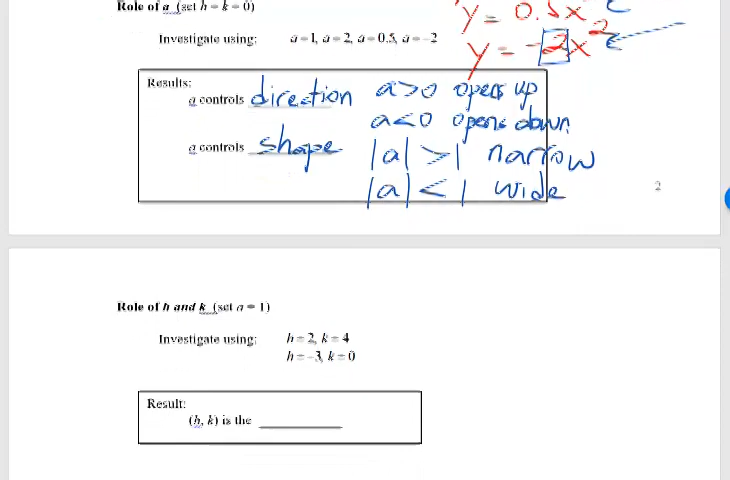 Role of a (set h = k = 0)
y = 0.5x²
Investigate using: a = 1, a = 2, a = 0.5, a = -2
y = -2x²
Results:
a controls direction a>0 opens up
a<0 opens down
a controls shape |a| >1 narrow
|a| < 1 wide
2
Role of h and k (set a = 1)
Investigate using: h = 2, k = 4
h = -3, k = 0
Result:
(h, k) is the ________